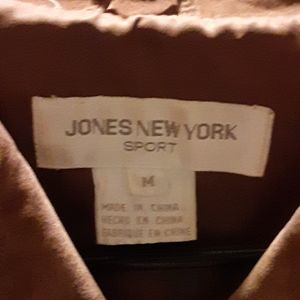 JONES NEW YORK
SPORT
M
MADE IN CHINA
HECHO EN CHINA
FABRIQUE EN CHINE